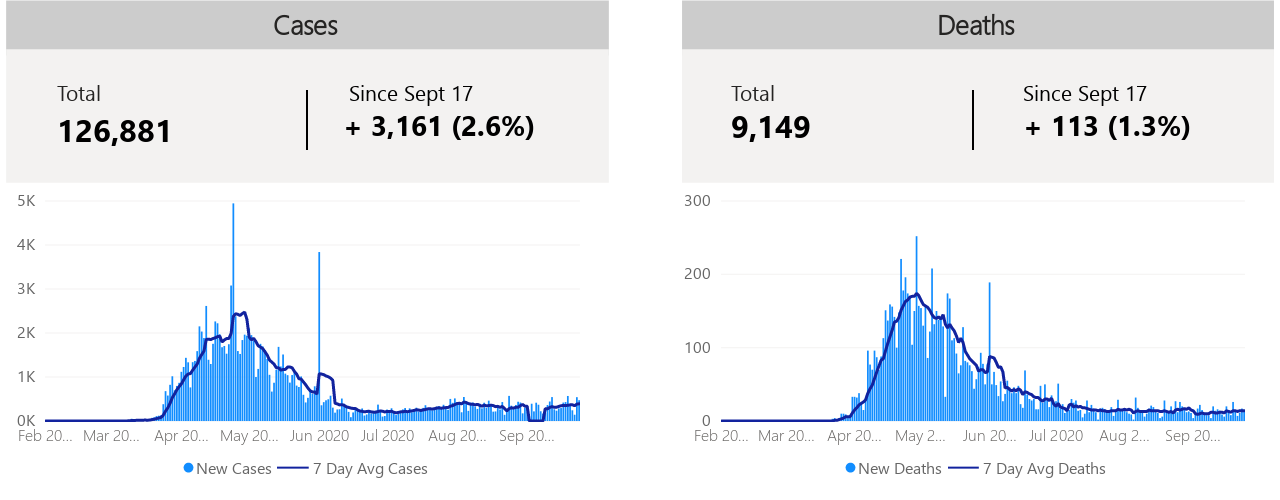 Cases
Total
126,881
Since Sept 17
+ 3,161 (2.6%)
5K
4K
3K
2K
1K
0K
Feb 20... Mar 20... Apr 20... May 20... Jun 2020 Jul 2020 Aug 20... Sep 20...
New Cases 7 Day Avg Cases
Deaths
Total
9,149
Since Sept 17
+ 113 (1.3%)
300
200
100
0
Feb 20... Mar 20... Apr 20... May 2... Jun 20... Jul 2020 Aug 2... Sep 20...
New Deaths 7 Day Avg Deaths